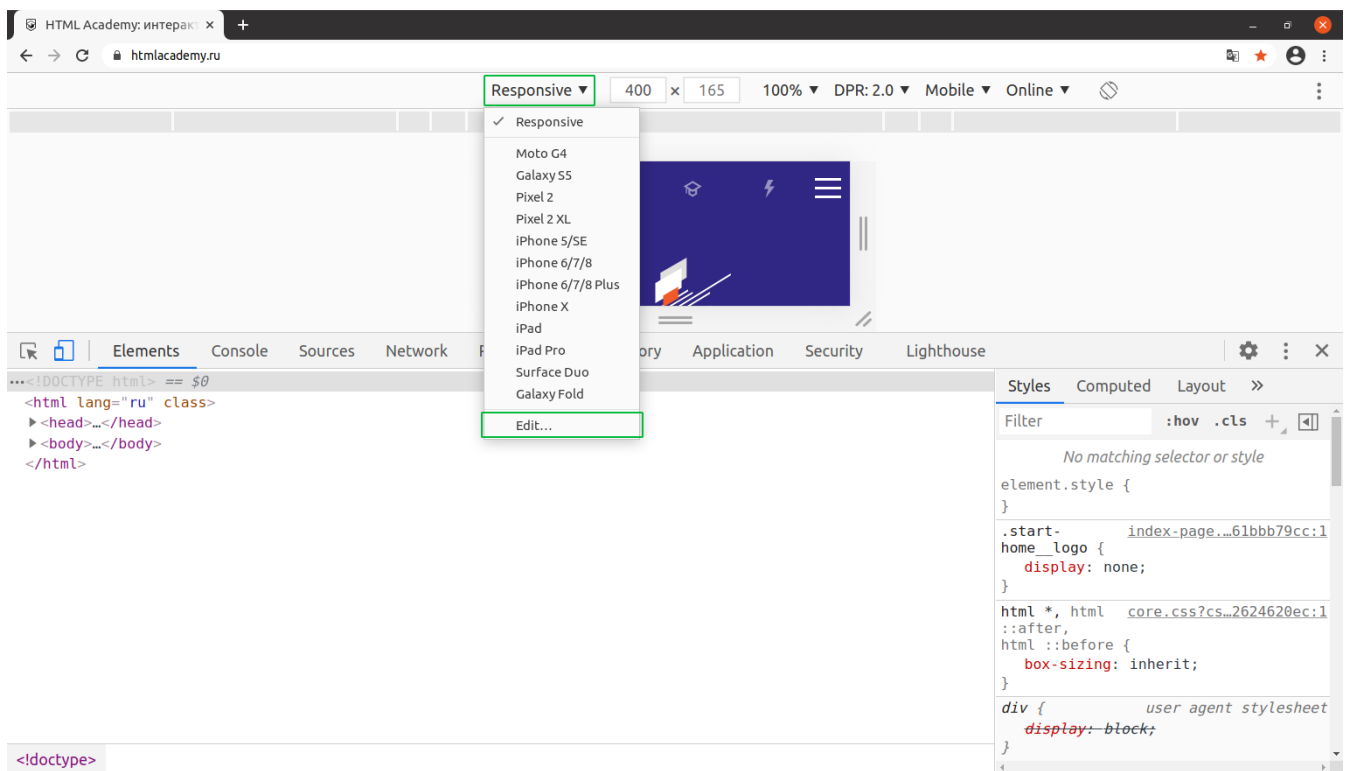 HTML Academy: интеракт × +
htmlacademy.ru
Responsive ▼ 400 × 165 100% ▼ DPR: 2.0 ▼ Mobile ▼ Online ▼
✓ Responsive
Moto G4
Galaxy S5
Pixel 2
Pixel 2 XL
iPhone 5/SE
iPhone 6/7/8
iPhone 6/7/8 Plus
iPhone X
iPad
iPad Pro
Surface Duo
Galaxy Fold
Edit...
Elements Console Sources Network ory Application Security Lighthouse
...<!DOCTYPE html> == $0
<html lang="ru" class>
▶<head>…</head>
▶<body>…</body>
</html>
<!doctype>
Styles Computed Layout »
Filter :hov .cls +
No matching selector or style
element.style {
}
.start- index-page.…61bbb79cc:1
home__logo {
display: none;
}
html *, html core.css?cs…2624620ec:1
::after,
html ::before {
box-sizing: inherit;
}
div { user agent stylesheet
display: block;
}